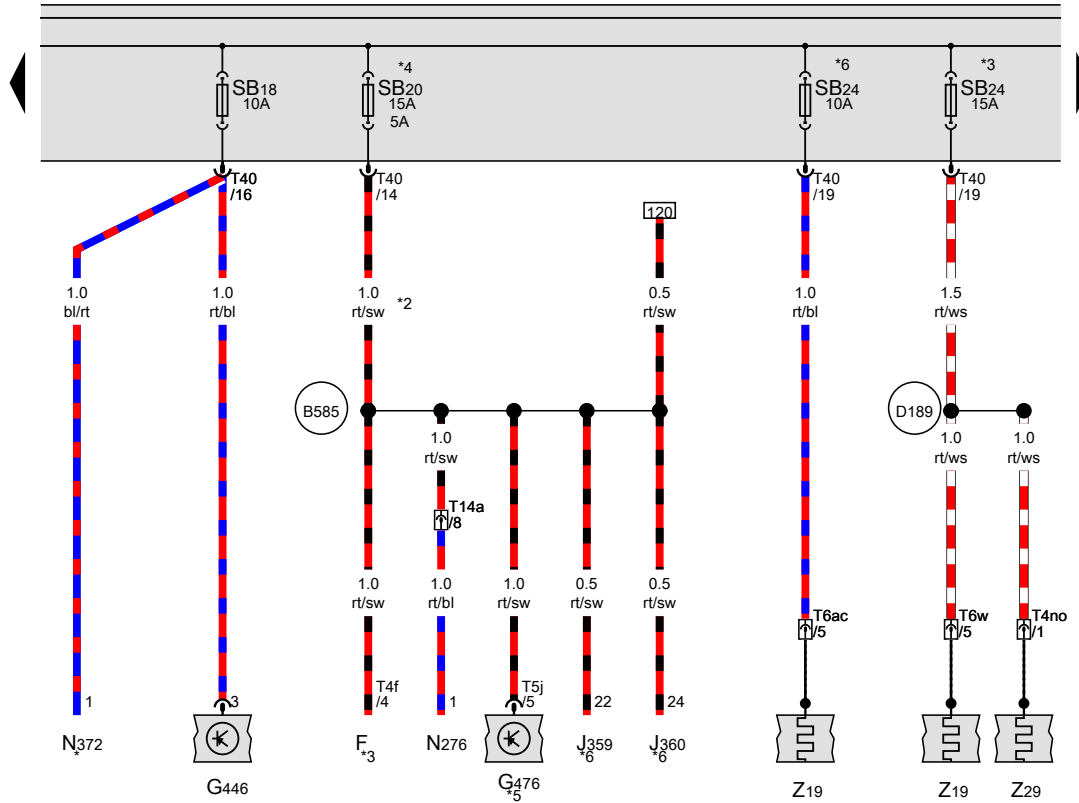 *4
*6
*3
SB18
10A
SB20
15A
5A
SB24
10A
SB24
15A
T40
/16
T40
/14
T40
/19
T40
/19
120
1.0
bl/rt
1.0
rt/bl
1.0
rt/sw
*2
0.5
rt/sw
1.0
rt/bl
1.5
rt/ws
B585
D189
1.0
rt/sw
1.0
rt/ws
1.0
rt/ws
T14a
/8
1.0
rt/sw
1.0
rt/bl
1.0
rt/sw
0.5
rt/sw
0.5
rt/sw
T6ac
/5
T6w
/5
T4no
/1
1
3
T4f
/4
1
T5j
/5
22
24
N372
*
G446
F
*3
N276
G476
*5
J359
*6
J360
*6
Z19
Z19
Z29